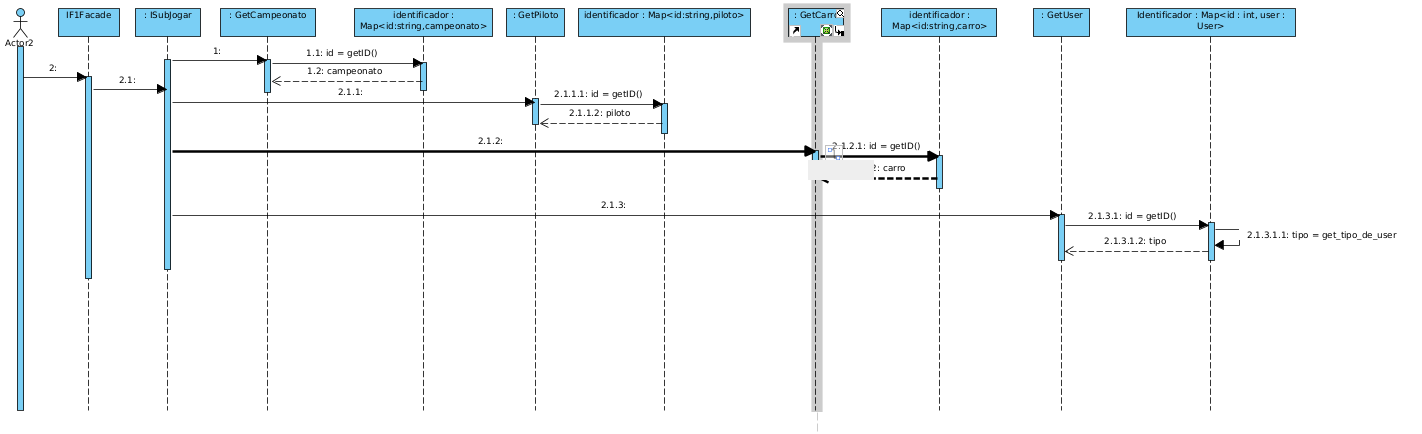 Actor2
IF1Facade
: ISubJogar
: GetCampeonato
identificador :
Map<id:string,campeonato>
: GetPiloto
identificador : Map<id:string,piloto>
: GetCarro
identificador :
Map<id:string,carro>
: GetUser
Identificador : Map<id : int, user :
User>
2:
2.1:
1:
1.1: id = getID()
1.2: campeonato
2.1.1:
2.1.1.1: id = getID()
2.1.1.2: piloto
2.1.2:
2.1.2.1: id = getID()
2: carro
2.1.3:
2.1.3.1: id = getID()
2.1.3.1.1: tipo = get_tipo_de_user
2.1.3.1.2: tipo